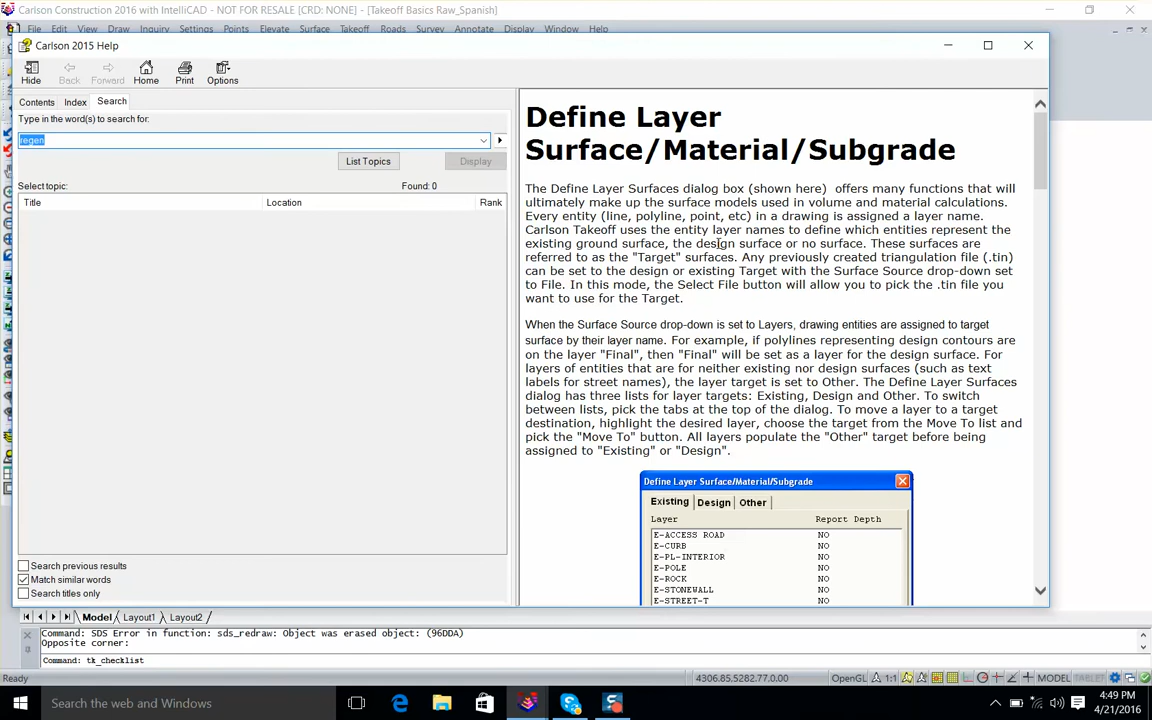 Carlson Construction 2016 with IntelliCAD - NOT FOR RESALE [CRD: NONE] - [Takeoff Basics Raw_Spanish]
File Edit View Draw Inquiry Settings Points Elevate Surface Takeoff Roads Survey Annotate Display Window Help
Carlson 2015 Help
Hide Back Forward Home Print Options
Contents Index Search
Type in the word(s) to search for:
regen
List Topics Display
Select topic: Found: 0
Title Location Rank
Search previous results
Match similar words
Search titles only
Define Layer
Surface/Material/Subgrade
The Define Layer Surfaces dialog box (shown here) offers many functions that will
ultimately make up the surface models used in volume and material calculations.
Every entity (line, polyline, point, etc) in a drawing is assigned a layer name.
Carlson Takeoff uses the entity layer names to define which entities represent the
existing ground surface, the design surface or no surface. These surfaces are
referred to as the "Target" surfaces. Any previously created triangulation file (.tin)
can be set to the design or existing Target with the Surface Source drop-down set
to File. In this mode, the Select File button will allow you to pick the .tin file you
want to use for the Target.
When the Surface Source drop-down is set to Layers, drawing entities are assigned to target
surface by their layer name. For example, if polylines representing design contours are
on the layer "Final", then "Final" will be set as a layer for the design surface. For
layers of entities that are for neither existing nor design surfaces (such as text
labels for street names), the layer target is set to Other. The Define Layer Surfaces
dialog has three lists for layer targets: Existing, Design and Other. To switch
between lists, pick the tabs at the top of the dialog. To move a layer to a target
destination, highlight the desired layer, choose the target from the Move To list and
pick the "Move To" button. All layers populate the "Other" target before being
assigned to "Existing" or "Design".
Define Layer Surface/Material/Subgrade
Existing Design Other
Layer Report Depth
E-ACCESS ROAD NO
E-CURB NO
E-PL-INTERIOR NO
E-POLE NO
E-ROCK NO
E-STONEWALL NO
E-STREET-T NO
Model Layout1 Layout2
Command: SDS Error in function: sds_redraw: Object was erased object: (96DDA)
Opposite corner:
Command: tk_checklist
Ready 4306.85,5282.77,0.00 OpenGL 1:1 MODEL TABLET
Search the web and Windows
4:49 PM
4/21/2016